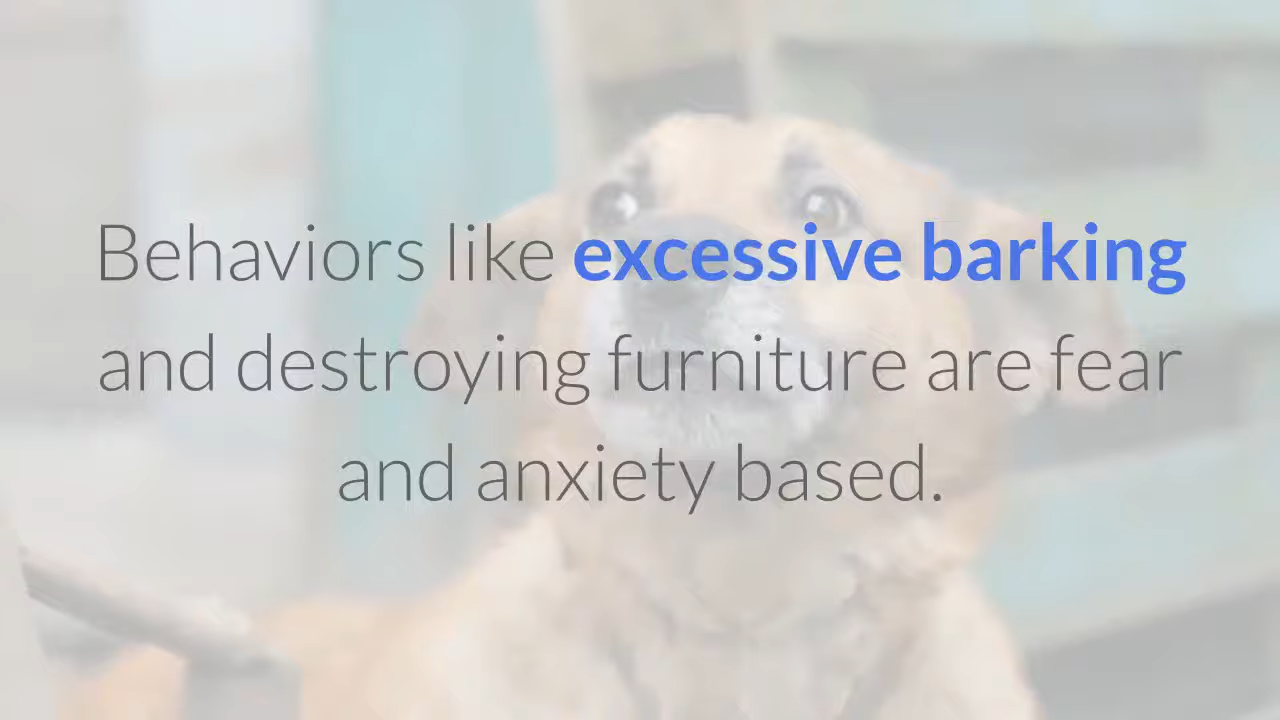 Behaviors like excessive barking
and destroying furniture are fear
and anxiety based.